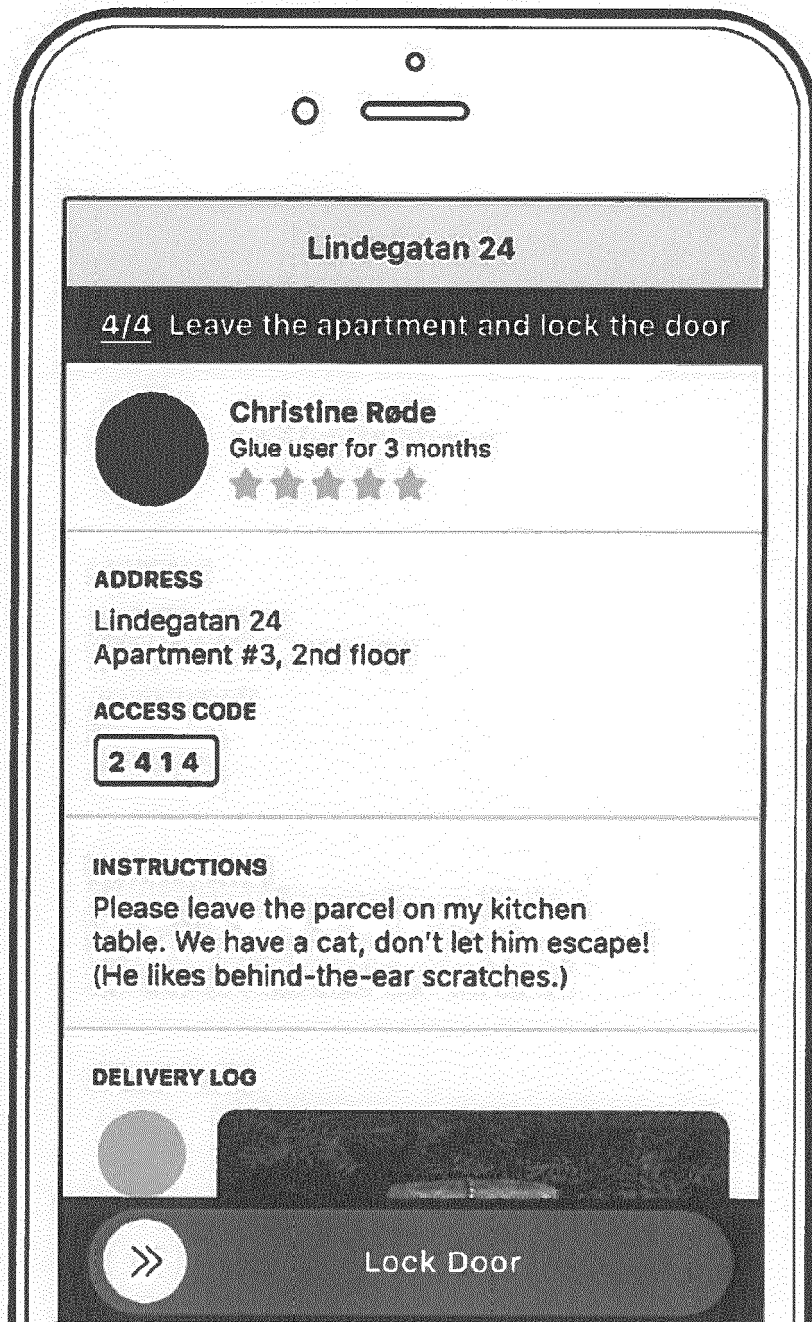 Lindegatan 24
4/4 Leave the apartment and lock the door
Christine Røde
Glue user for 3 months
ADDRESS
Lindegatan 24
Apartment #3, 2nd floor
ACCESS CODE
2414
INSTRUCTIONS
Please leave the parcel on my kitchen
table. We have a cat, don't let him escape!
(He likes behind-the-ear scratches.)
DELIVERY LOG
Lock Door